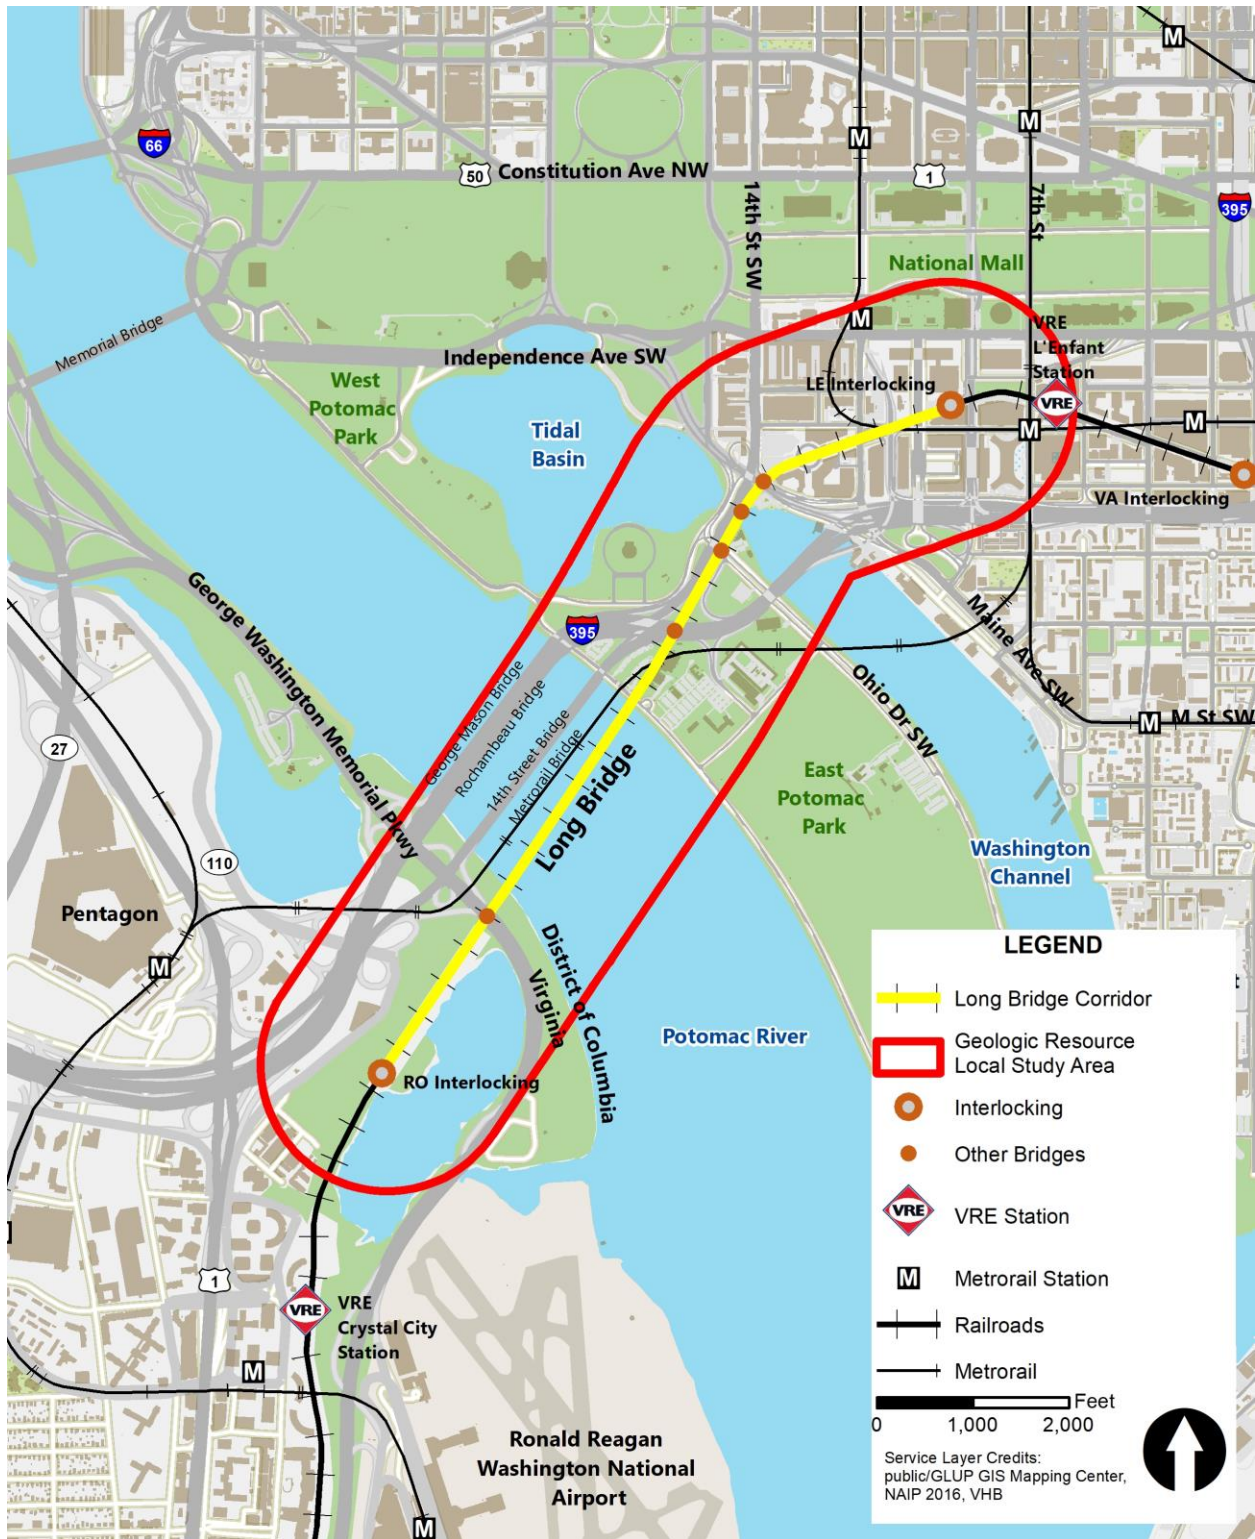 M
M
M
66
50
Constitution Ave NW
1
395
14th St SW
7th St
National Mall
Memorial Bridge
M
VRE
L'Enfant
Station
Independence Ave SW
LE Interlocking
West
Potomac
Park
VRE
Tidal
Basin
M
M
VA Interlocking
George Washington Memorial Pkwy
395
Maine Ave SW
Ohio Dr SW
George Mason Bridge
Rochambeau Bridge
14th Street Bridge
Metrorail Bridge
Long Bridge
M
M St SW
27
East
Potomac
Park
110
Washington
Channel
Pentagon
M
District of Columbia
Virginia
Potomac River
RO Interlocking
1
VRE
VRE
Crystal City
Station
M
Ronald Reagan
Washington National
Airport
M
LEGEND
Long Bridge Corridor
Geologic Resource
Local Study Area
Interlocking
Other Bridges
VRE
VRE Station
M
Metrorail Station
Railroads
Metrorail
Feet
0 1,000 2,000
Service Layer Credits:
public/GLUP GIS Mapping Center,
NAIP 2016, VHB